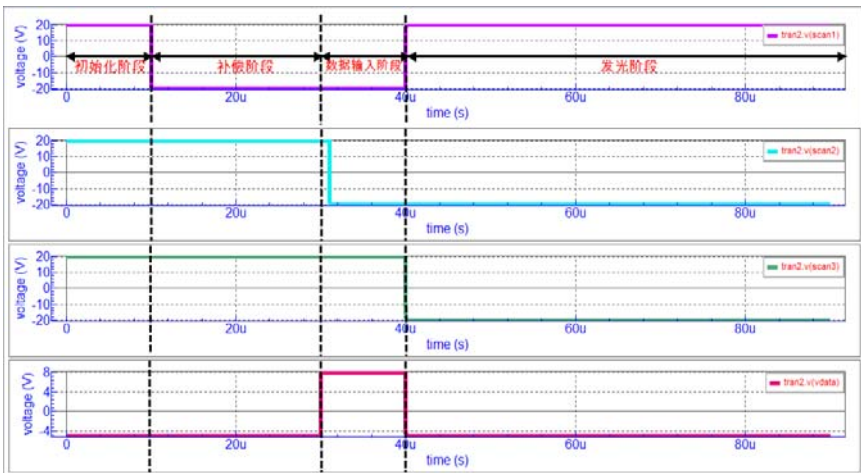 voltage (V)
20
10
0
-10
-20
tran2.v(scan1)
初始化阶段
补偿阶段
数据输入阶段
发光阶段
0
20u
40u
60u
80u
time (s)
voltage (V)
20
10
0
-10
-20
tran2.v(scan2)
0
20u
40u
60u
80u
time (s)
voltage (V)
20
10
0
-10
-20
tran2.v(scan3)
0
20u
40u
60u
80u
time (s)
voltage (V)
8
4
0
-4
tran2.v(vdata)
0
20u
40u
60u
80u
time (s)